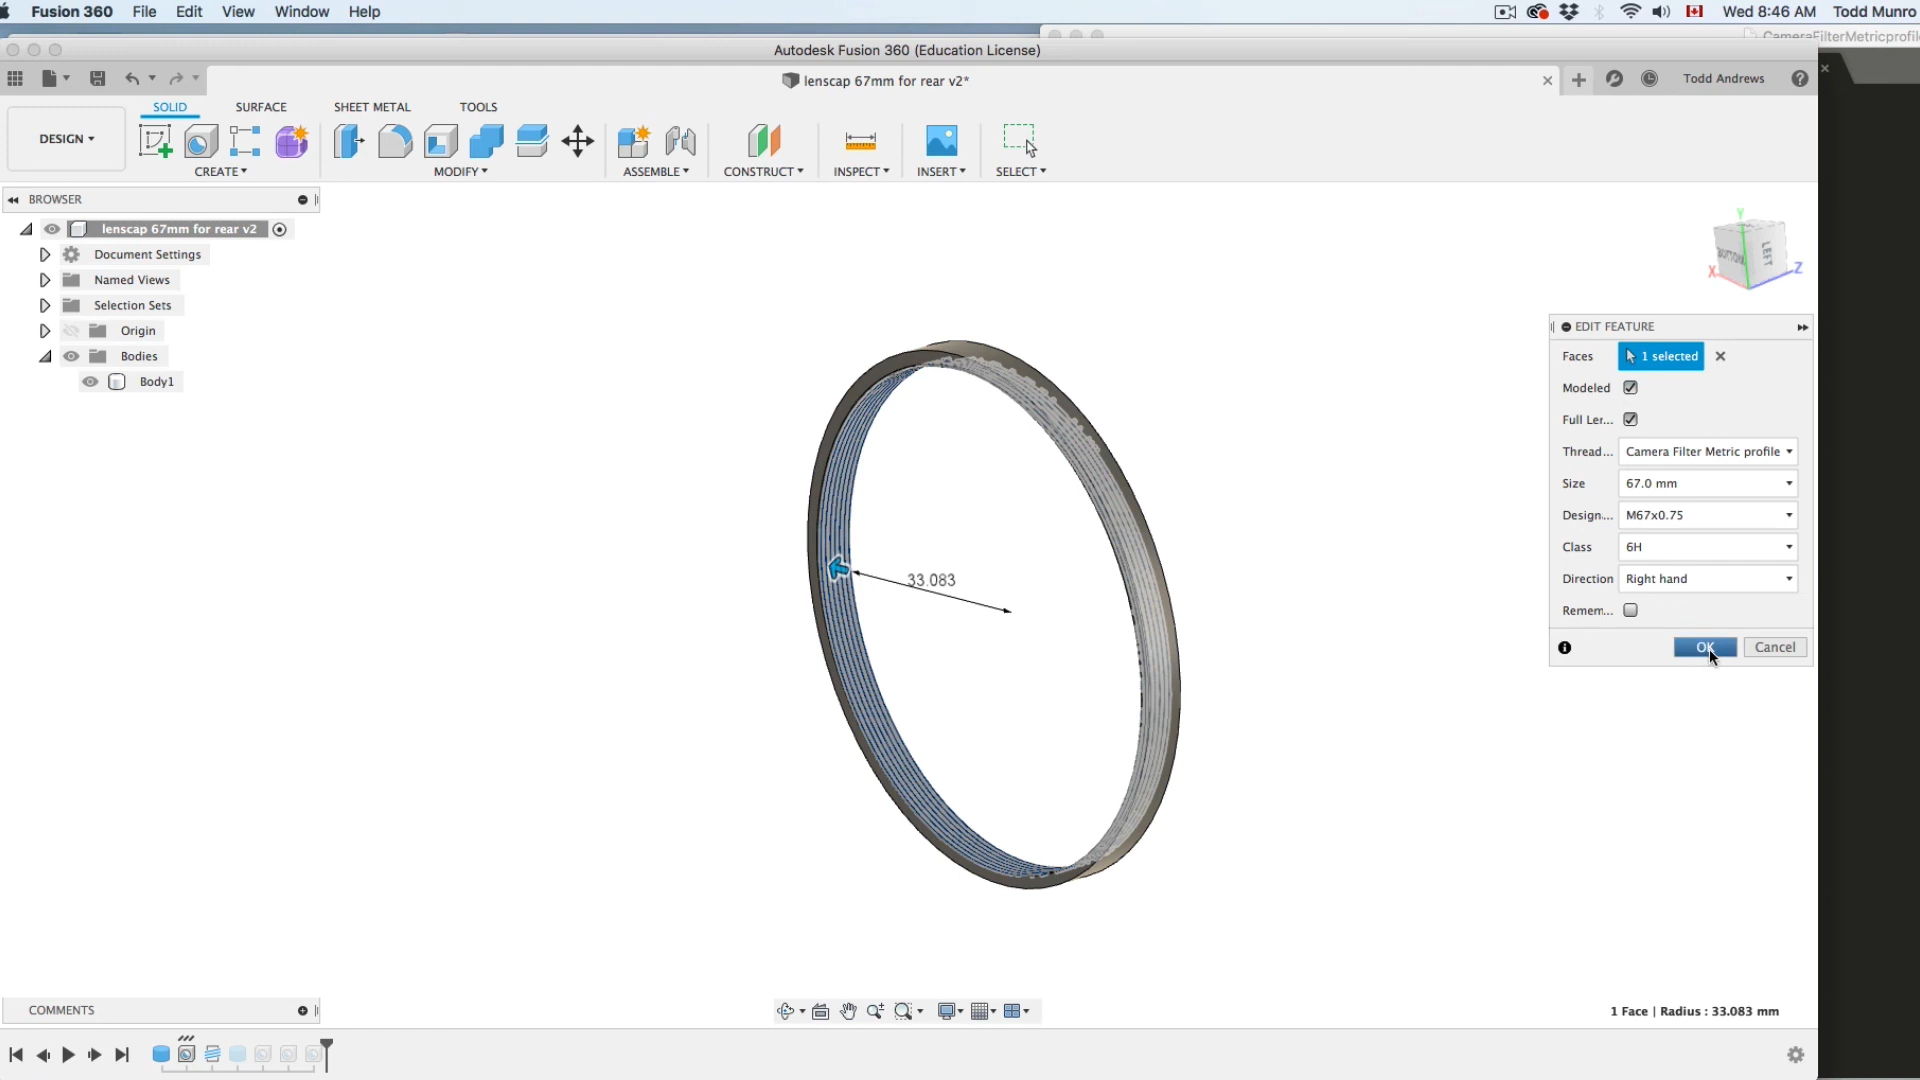 Fusion 360 File Edit View Window Help Wed 8:46 AM Todd Munro
CameraFilterMetricprofile
Autodesk Fusion 360 (Education License)
lenscap 67mm for rear v2* Todd Andrews
SOLID SURFACE SHEET METAL TOOLS
DESIGN
CREATE MODIFY ASSEMBLE CONSTRUCT INSPECT INSERT SELECT
BROWSER
lenscap 67mm for rear v2
Document Settings
Named Views
Selection Sets
Origin
Bodies
Body1
Y
BOTTOM LEFT
X Z
EDIT FEATURE
Faces 1 selected
Modeled
Full Ler...
Thread... Camera Filter Metric profile
Size 67.0 mm
Design... M67x0.75
Class 6H
Direction Right hand
Remem...
OK Cancel
33.083
COMMENTS
1 Face | Radius : 33.083 mm